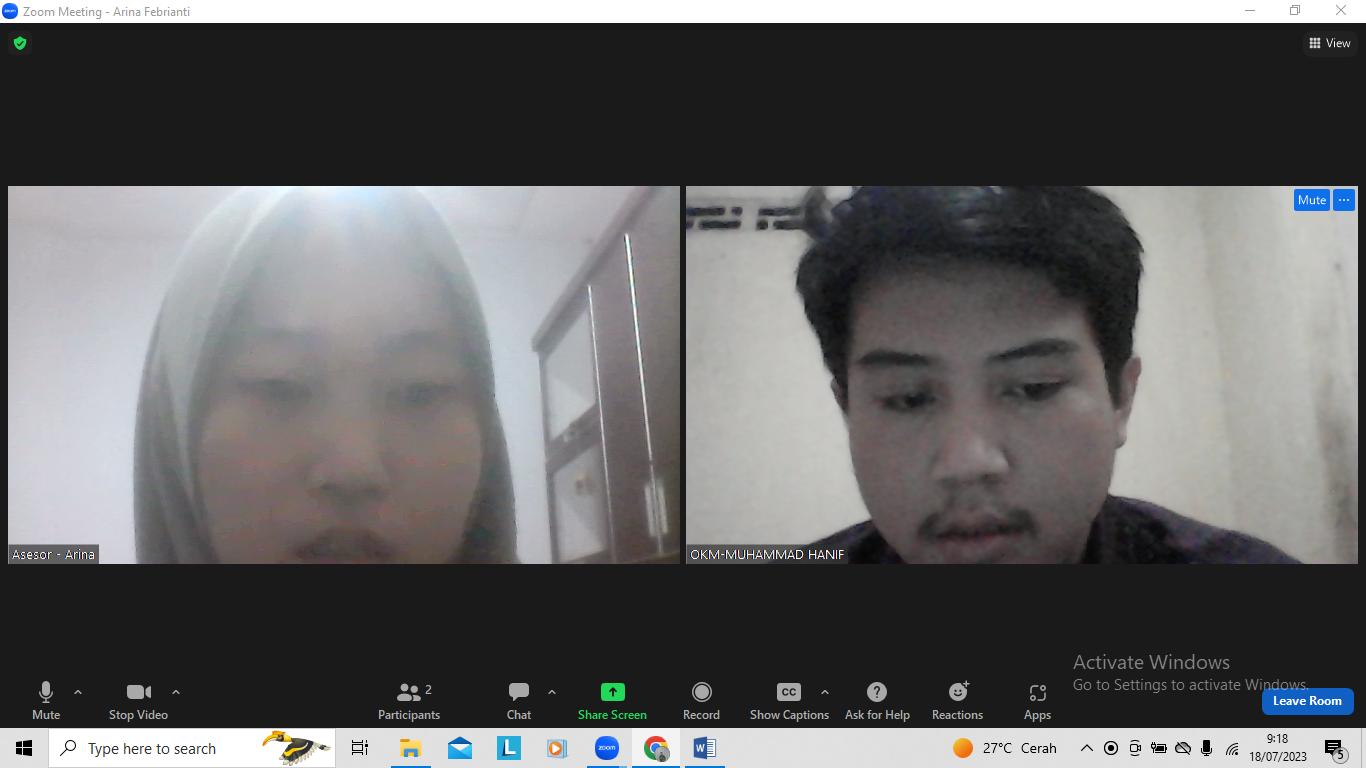 Zoom Meeting - Arina Febrianti
View
Mute ...
Asesor - Arina
OKM-MUHAMMAD HANIF
Activate Windows
Go to Settings to activate Windows.
Mute
Stop Video
Participants
2
Chat
Share Screen
CC
Record
Show Captions
Ask for Help
Reactions
Apps
Leave Room
Type here to search
L
zoom
W
27°C Cerah
9:18
18/07/2023
5